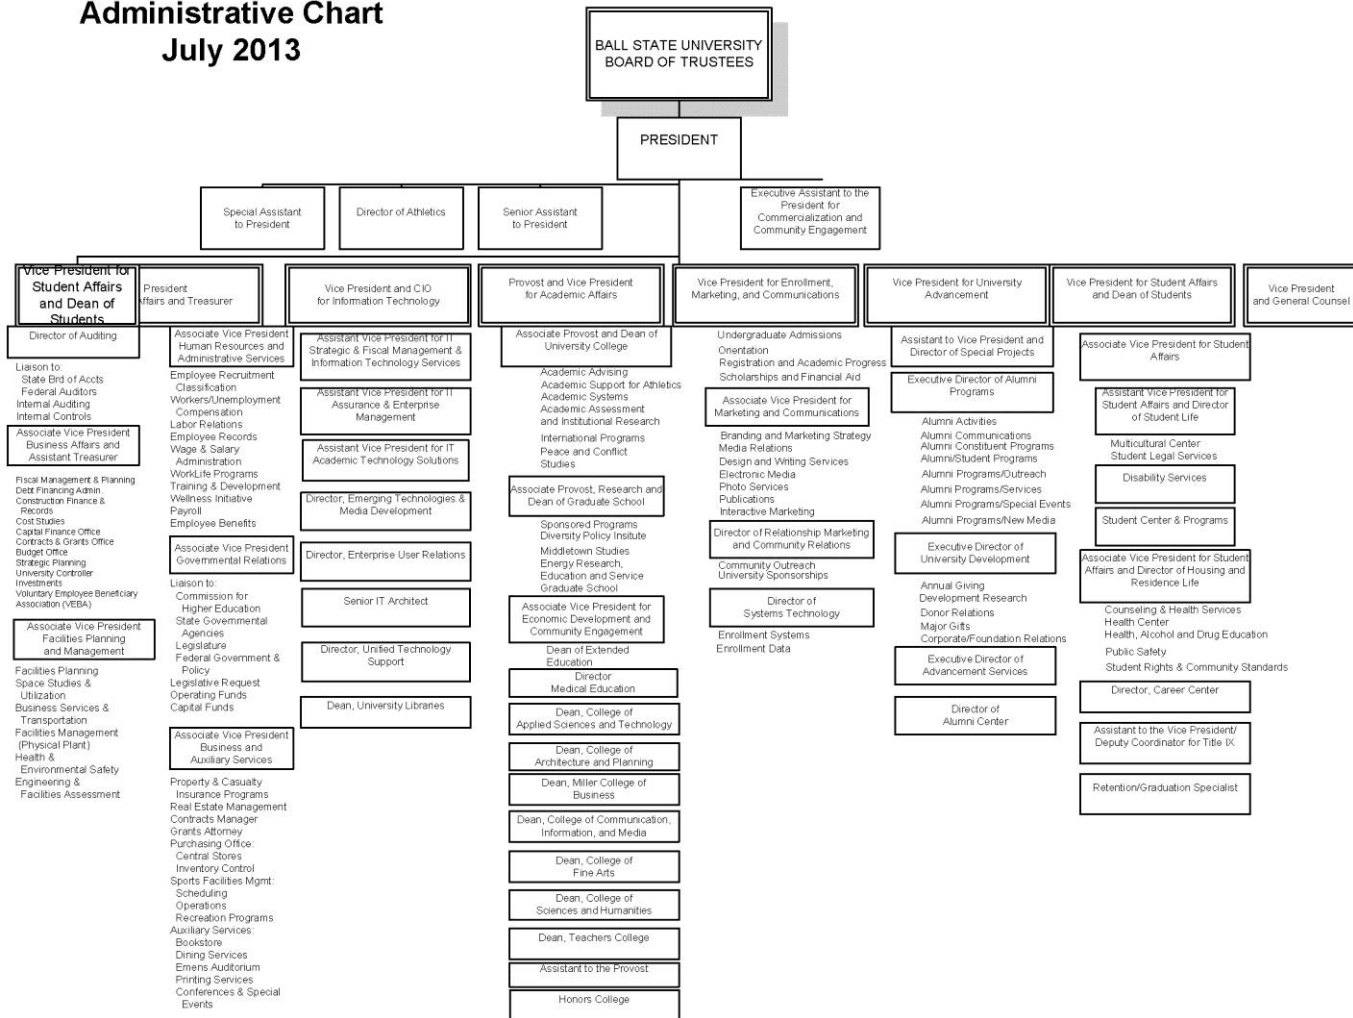 Administrative Chart
July 2013
BALL STATE UNIVERSITY
BOARD OF TRUSTEES
PRESIDENT
Special Assistant
to President
Director of Athletics
Senior Assistant
to President
Executive Assistant to the
President for
Commercialization and
Community Engagement
Vice President for
Student Affairs
and Dean of
Students
President
ffairs and Treasurer
Vice President and CIO
for Information Technology
Provost and Vice President
for Academic Affairs
Vice President for Enrollment,
Marketing, and Communications
Vice President for University
Advancement
Vice President for Student Affairs
and Dean of Students
Vice President
and General Counsel
Director of Auditing
Liaison to:
State Brd of Accts
Federal Auditors
Internal Auditing
Internal Controls
Associate Vice President
Business Affairs and
Assistant Treasurer
Fiscal Management & Planning
Debt Financing Admin.
Construction Finance &
Records
Cost Studies
Capital Finance Office
Contracts & Grants Office
Budget Office
Strategic Planning
University Controller
Investments
Voluntary Employee Beneficiary
Association (VEBA)
Associate Vice President
Facilities Planning
and Management
Facilities Planning
Space Studies &
Utilization
Business Services &
Transportation
Facilities Management
(Physical Plant)
Health &
Environmental Safety
Engineering &
Facilities Assessment
Associate Vice President
Human Resources and
Administrative Services
Employee Recruitment
Classification
Workers/Unemployment
Compensation
Labor Relations
Employee Records
Wage & Salary
Administration
WorkLife Programs
Training & Development
Wellness Initiative
Payroll
Employee Benefits
Associate Vice President
Governmental Relations
Liaison to:
Commission for
Higher Education
State Governmental
Agencies
Legislature
Federal Government &
Policy
Legislative Request
Operating Funds
Capital Funds
Associate Vice President
Business and
Auxiliary Services
Property & Casualty
Insurance Programs
Real Estate Management
Contracts Manager
Grants Attorney
Purchasing Office:
Central Stores
Inventory Control
Sports Facilities Mgmt:
Scheduling
Operations
Recreation Programs
Auxiliary Services:
Bookstore
Dining Services
Emens Auditorium
Printing Services
Conferences & Special
Events
Assistant Vice President for IT
Strategic & Fiscal Management &
Information Technology Services
Assistant Vice President for IT
Assurance & Enterprise
Management
Assistant Vice President for IT
Academic Technology Solutions
Director, Emerging Technologies &
Media Development
Director, Enterprise User Relations
Senior IT Architect
Director, Unified Technology
Support
Dean, University Libraries
Associate Provost and Dean of
University College
Academic Advising
Academic Support for Athletics
Academic Systems
Academic Assessment
and Institutional Research
International Programs
Peace and Conflict
Studies
Associate Provost, Research and
Dean of Graduate School
Sponsored Programs
Diversity Policy Insitute
Middletown Studies
Energy Research,
Education and Service
Graduate School
Associate Vice President for
Economic Development and
Community Engagement
Dean of Extended
Education
Director
Medical Education
Dean, College of
Applied Sciences and Technology
Dean, College of
Architecture and Planning
Dean, Miller College of
Business
Dean, College of Communication,
Information, and Media
Dean, College of
Fine Arts
Dean, College of
Sciences and Humanities
Dean, Teachers College
Assistant to the Provost
Honors College
Undergraduate Admissions
Orientation
Registration and Academic Progress
Scholarships and Financial Aid
Associate Vice President for
Marketing and Communications
Branding and Marketing Strategy
Media Relations
Design and Writing Services
Electronic Media
Photo Services
Publications
Interactive Marketing
Director of Relationship Marketing
and Community Relations
Community Outreach
University Sponsorships
Director of
Systems Technology
Enrollment Systems
Enrollment Data
Assistant to Vice President and
Director of Special Projects
Executive Director of Alumni
Programs
Alumni Activities
Alumni Communications
Alumni Constituent Programs
Alumni/Student Programs
Alumni Programs/Outreach
Alumni Programs/Services
Alumni Programs/Special Events
Alumni Programs/New Media
Executive Director of
University Development
Annual Giving
Development Research
Donor Relations
Major Gifts
Corporate/Foundation Relations
Executive Director of
Advancement Services
Director of
Alumni Center
Associate Vice President for Student
Affairs
Assistant Vice President for
Student Affairs and Director
of Student Life
Multicultural Center
Student Legal Services
Disability Services
Student Center & Programs
Associate Vice President for Student
Affairs and Director of Housing and
Residence Life
Counseling & Health Services
Health Center
Health, Alcohol and Drug Education
Public Safety
Student Rights & Community Standards
Director, Career Center
Assistant to the Vice President/
Deputy Coordinator for Title IX
Retention/Graduation Specialist